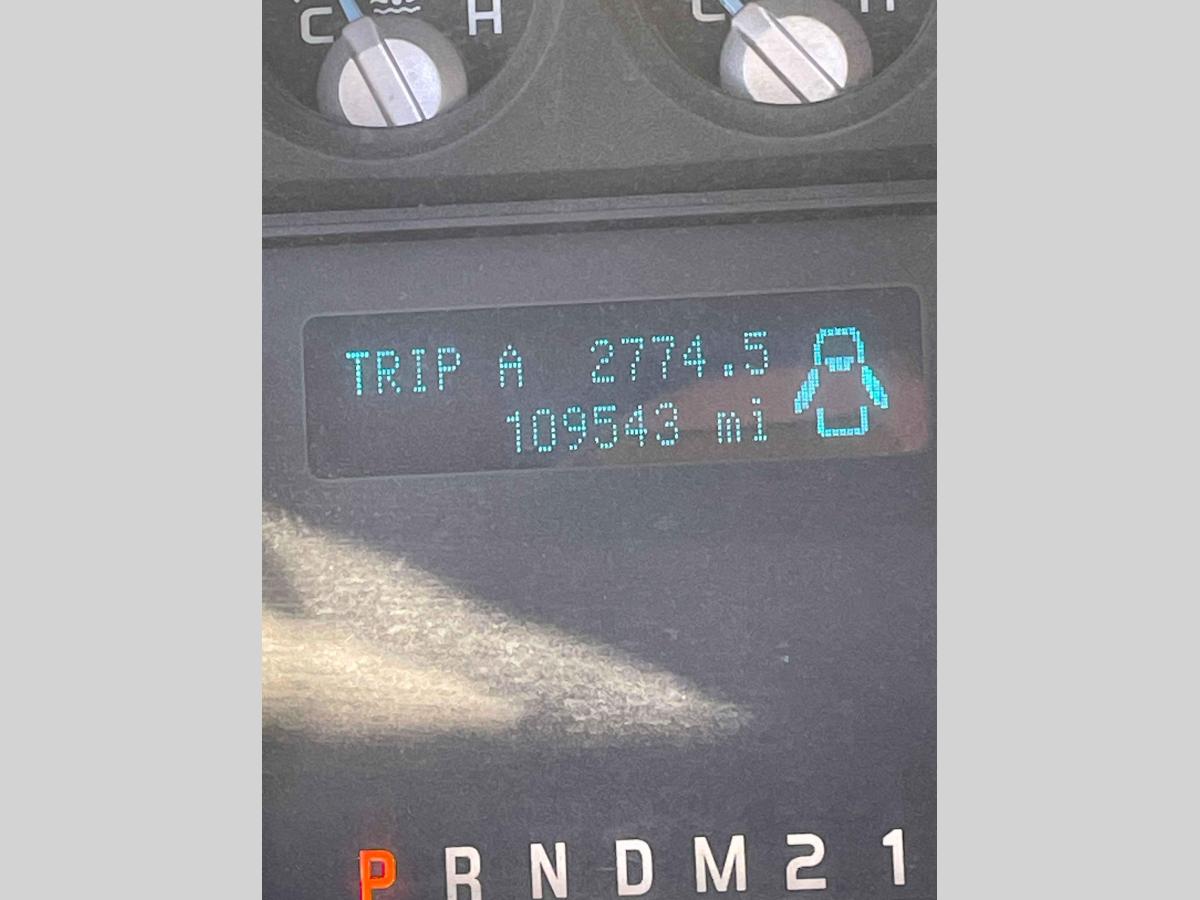 C H C H
TRIP A 2774.5
109543 mi
P R N D M 2 1